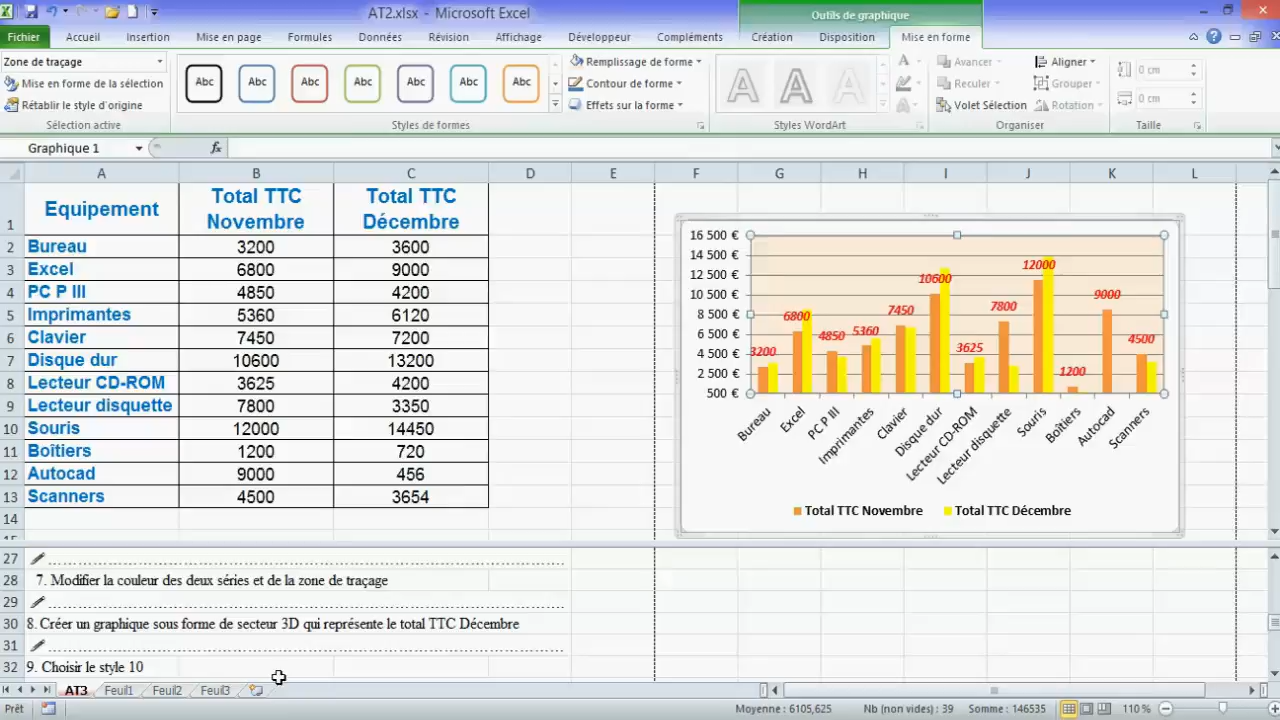 AT2.xlsx - Microsoft Excel
Outils de graphique
Fichier Accueil Insertion Mise en page Formules Données Révision Affichage Développeur Compléments Création Disposition Mise en forme
Zone de traçage
Mise en forme de la sélection
Rétablir le style d'origine
Sélection active
Abc Abc Abc Abc Abc Abc Abc
Styles de formes
Remplissage de forme
Contour de forme
Effets sur la forme
A A A
Styles WordArt
Avancer
Reculer
Volet Sélection
Aligner
Grouper
Rotation
Organiser
0 cm
0 cm
Taille
Graphique 1
fx
A B C D E F G H I J K L
1 Equipement Total TTC Novembre Total TTC Décembre
2 Bureau 3200 3600
3 Excel 6800 9000
4 PC P III 4850 4200
5 Imprimantes 5360 6120
6 Clavier 7450 7200
7 Disque dur 10600 13200
8 Lecteur CD-ROM 3625 4200
9 Lecteur disquette 7800 3350
10 Souris 12000 14450
11 Boîtiers 1200 720
12 Autocad 9000 456
13 Scanners 4500 3654
14
15
16 500 €
14 500 €
12 500 €
10 500 €
8 500 €
6 500 €
4 500 €
2 500 €
500 €
3200 6800 4850 5360 7450 10600 3625 7800 12000 1200 9000 4500
Bureau Excel PC P III Imprimantes Clavier Disque dur Lecteur CD-ROM Lecteur disquette Souris Boîtiers Autocad Scanners
Total TTC Novembre Total TTC Décembre
27
28 7. Modifier la couleur des deux séries et de la zone de traçage
29
30 8. Créer un graphique sous forme de secteur 3D qui représente le total TTC Décembre
31
32 9. Choisir le style 10
AT3 Feuil1 Feuil2 Feuil3
Prêt
Moyenne : 6105,625 Nb (non vides) : 39 Somme : 146535 110 %